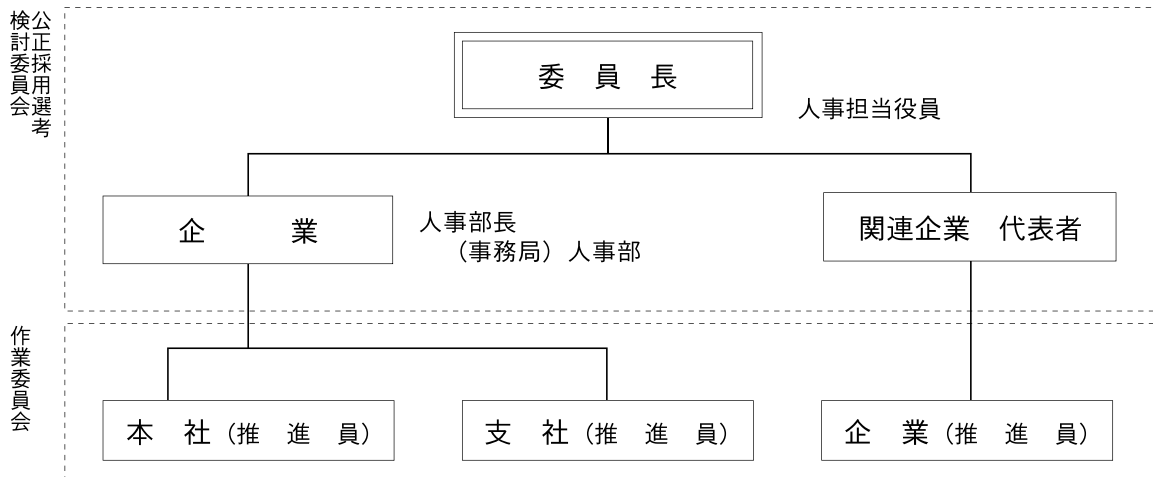 公正採用選考
検討委員会
委　員　長
人事担当役員
企　　　業
人事部長
（事務局）人事部
関連企業　代表者
作業委員会
本　社（推　進　員）
支　社（推　進　員）
企　業（推　進　員）